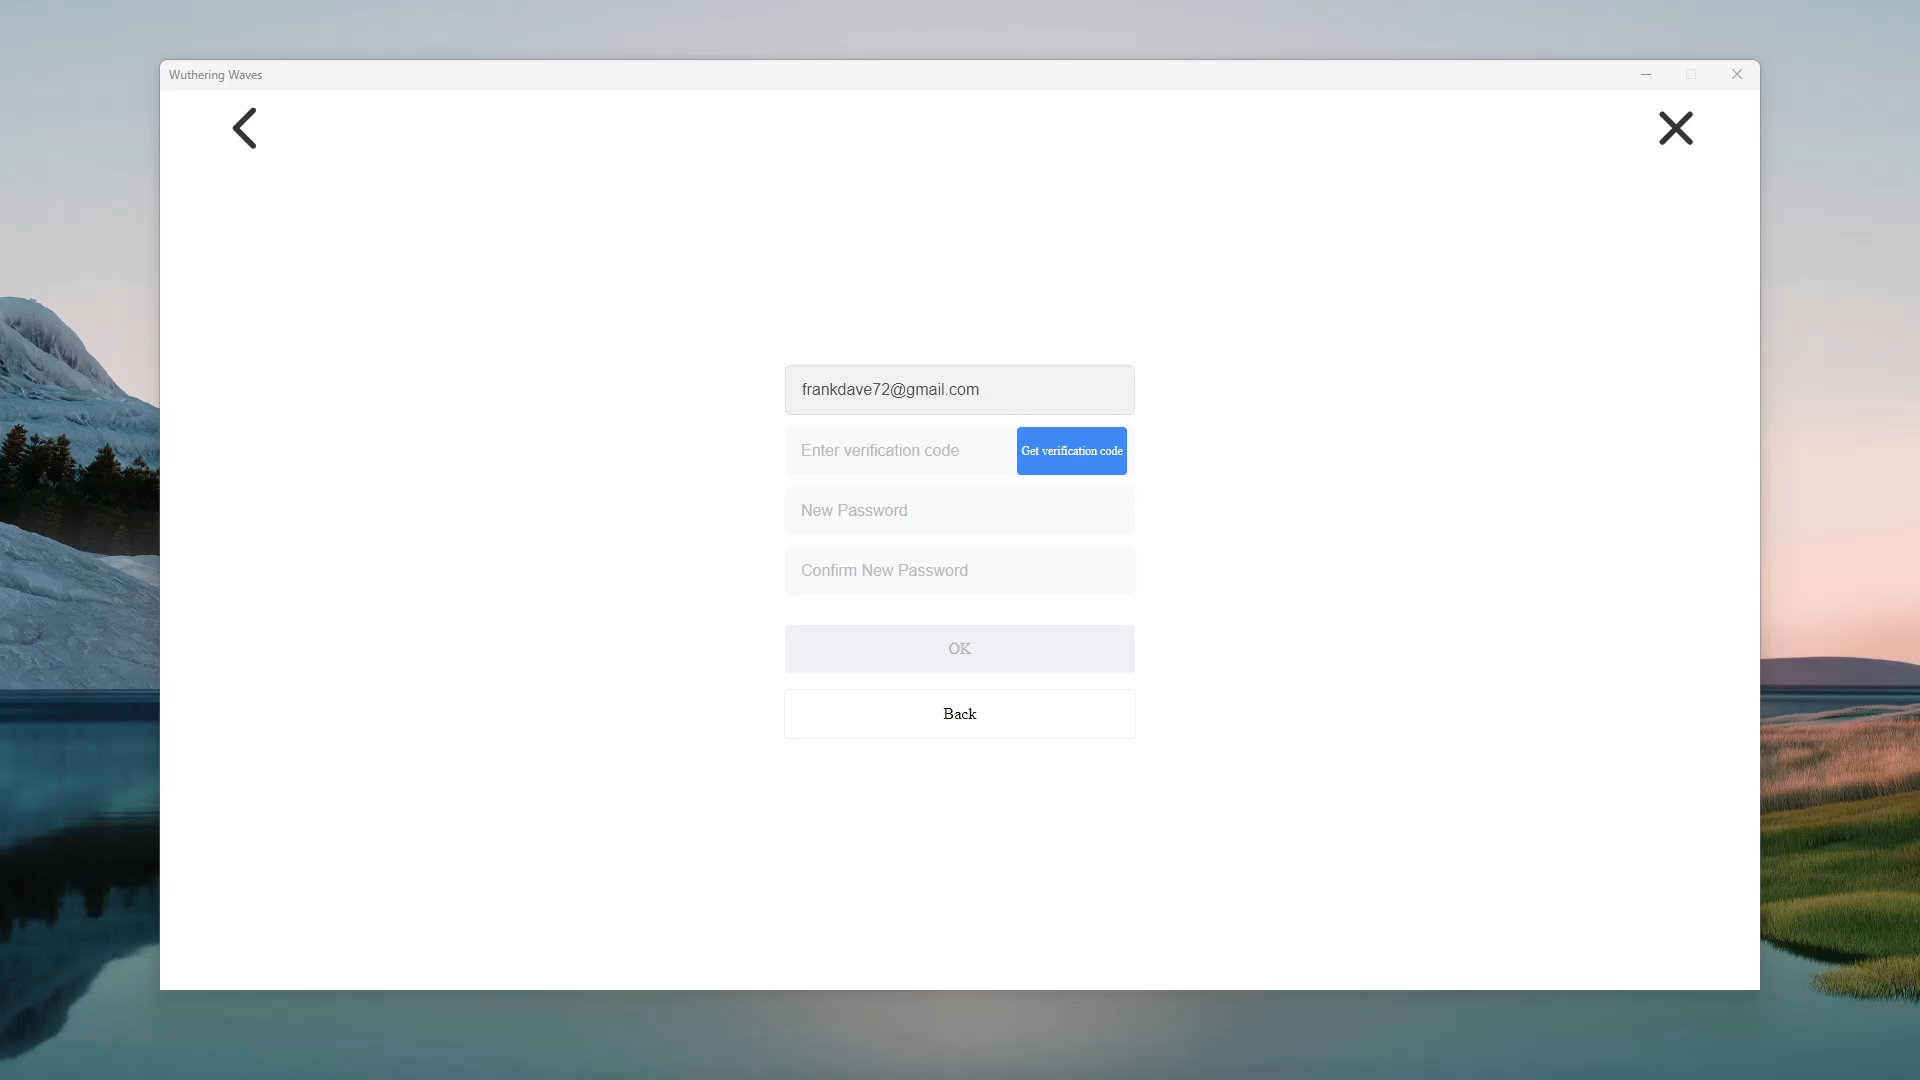 Wuthering Waves
frankdave72@gmail.com
Enter verification code
Get verification code
New Password
Confirm New Password
OK
Back